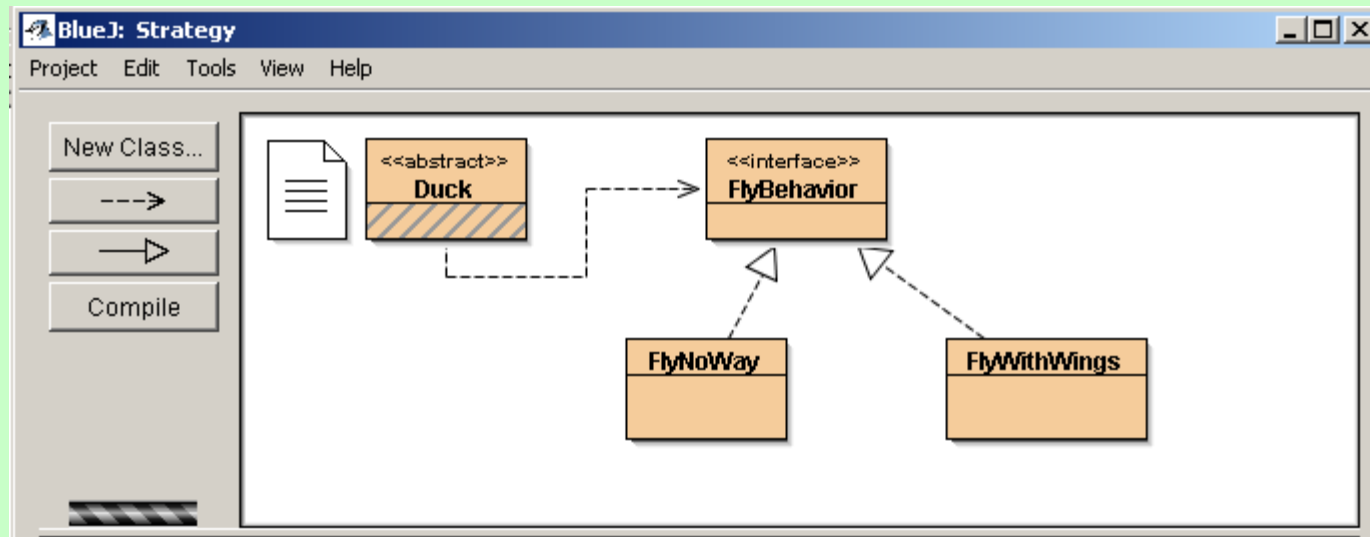 BlueJ: Strategy
Project Edit Tools View Help
New Class...
Compile
<<abstract>>
Duck
<<interface>>
FlyBehavior
FlyNoWay
FlyWithWings